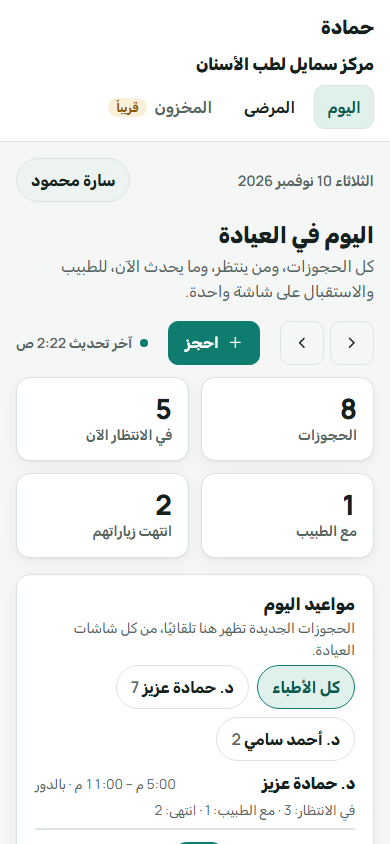 حمادة
مركز سمايل لطب الأسنان
اليوم المرضى المخزون قريباً
الثلاثاء 10 نوفمبر 2026 سارة محمود
اليوم في العيادة
كل الحجوزات، ومن ينتظر، وما يحدث الآن، للطبيب
والاستقبال على شاشة واحدة.
+ احجز آخر تحديث 2:22 ص
8 5
الحجوزات في الانتظار الآن
1 2
مع الطبيب انتهت زياراتهم
مواعيد اليوم
الحجوزات الجديدة تظهر هنا تلقائيًا، من كل شاشات
العيادة.
كل الأطباء د. حمادة عزيز 7
د. أحمد سامي 2
د. حمادة عزيز 5:00 م – 11:00 م · بالدور
في الانتظار: 3 · مع الطبيب: 1 · انتهى: 2